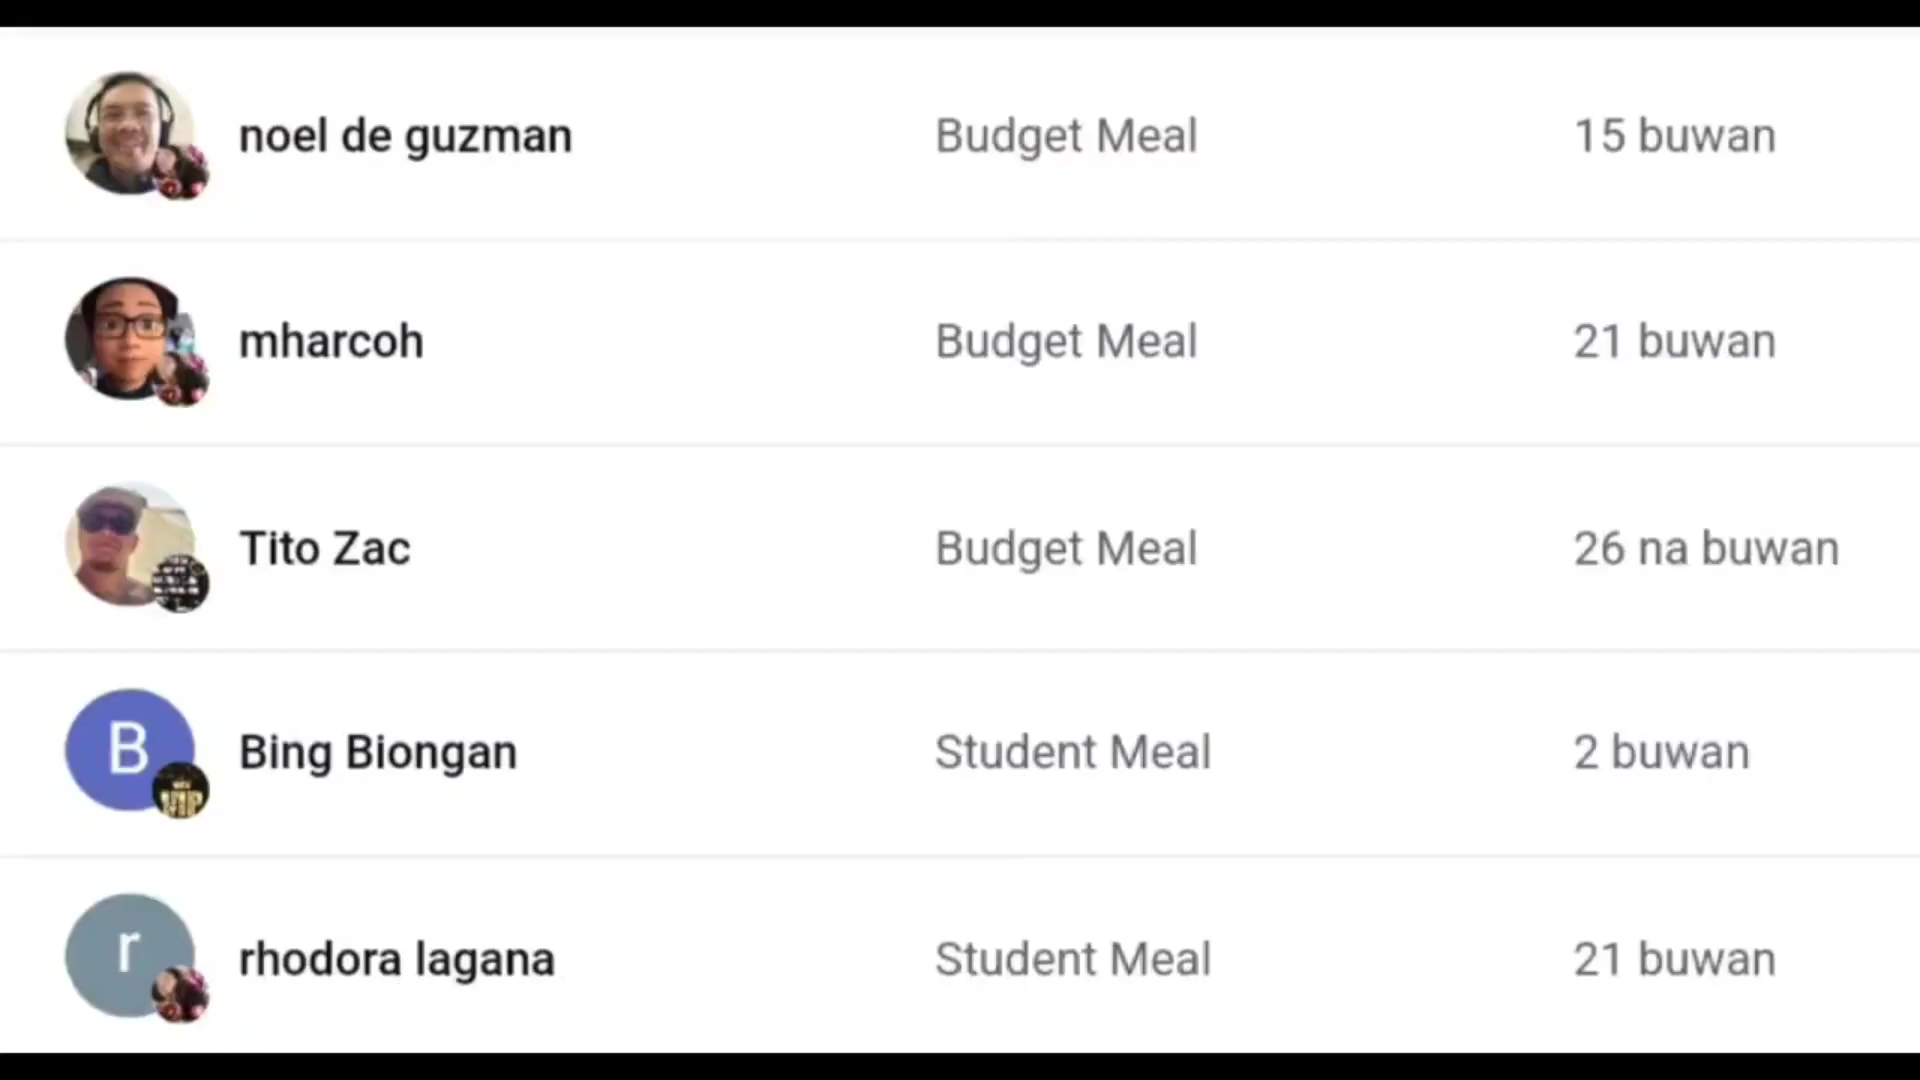 noel de guzman Budget Meal 15 buwan
mharcoh Budget Meal 21 buwan
Tito Zac Budget Meal 26 na buwan
B Bing Biongan Student Meal 2 buwan
VIP
r rhodora lagana Student Meal 21 buwan